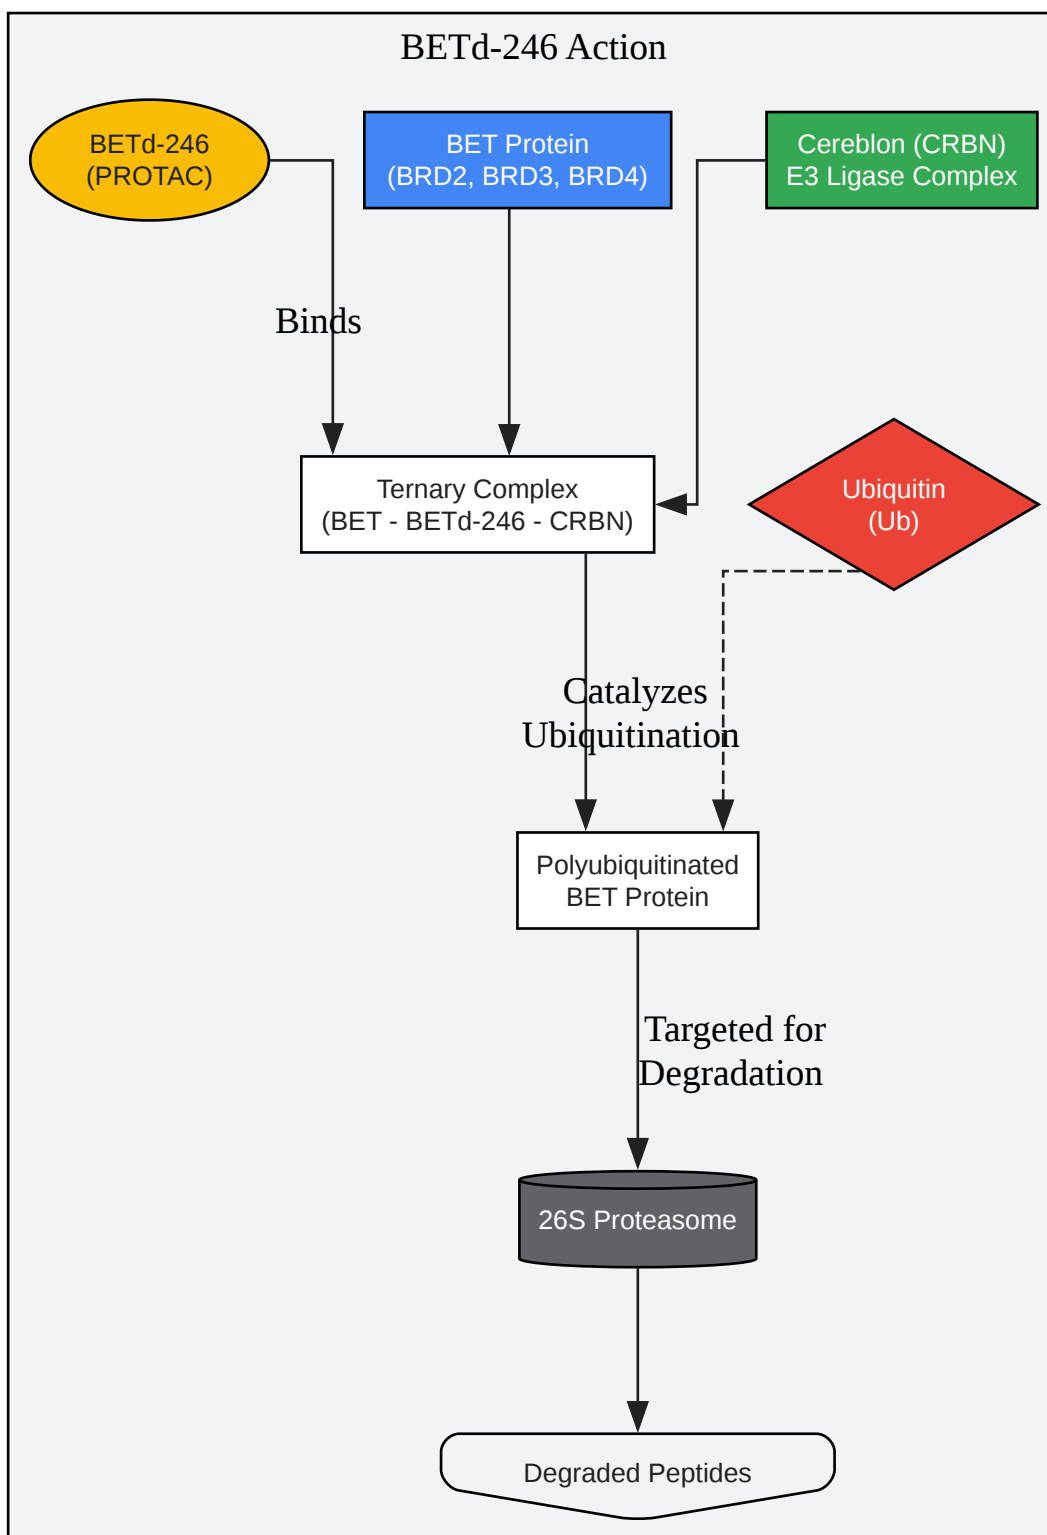 BETd-246 Action
BETd-246
(PROTAC)
BET Protein
(BRD2, BRD3, BRD4)
Cereblon (CRBN)
E3 Ligase Complex
Binds
Ternary Complex
(BET - BETd-246 - CRBN)
Ubiquitin
(Ub)
Catalyzes
Ubiquitination
Polyubiquitinated
BET Protein
Targeted for
Degradation
26S Proteasome
Degraded Peptides